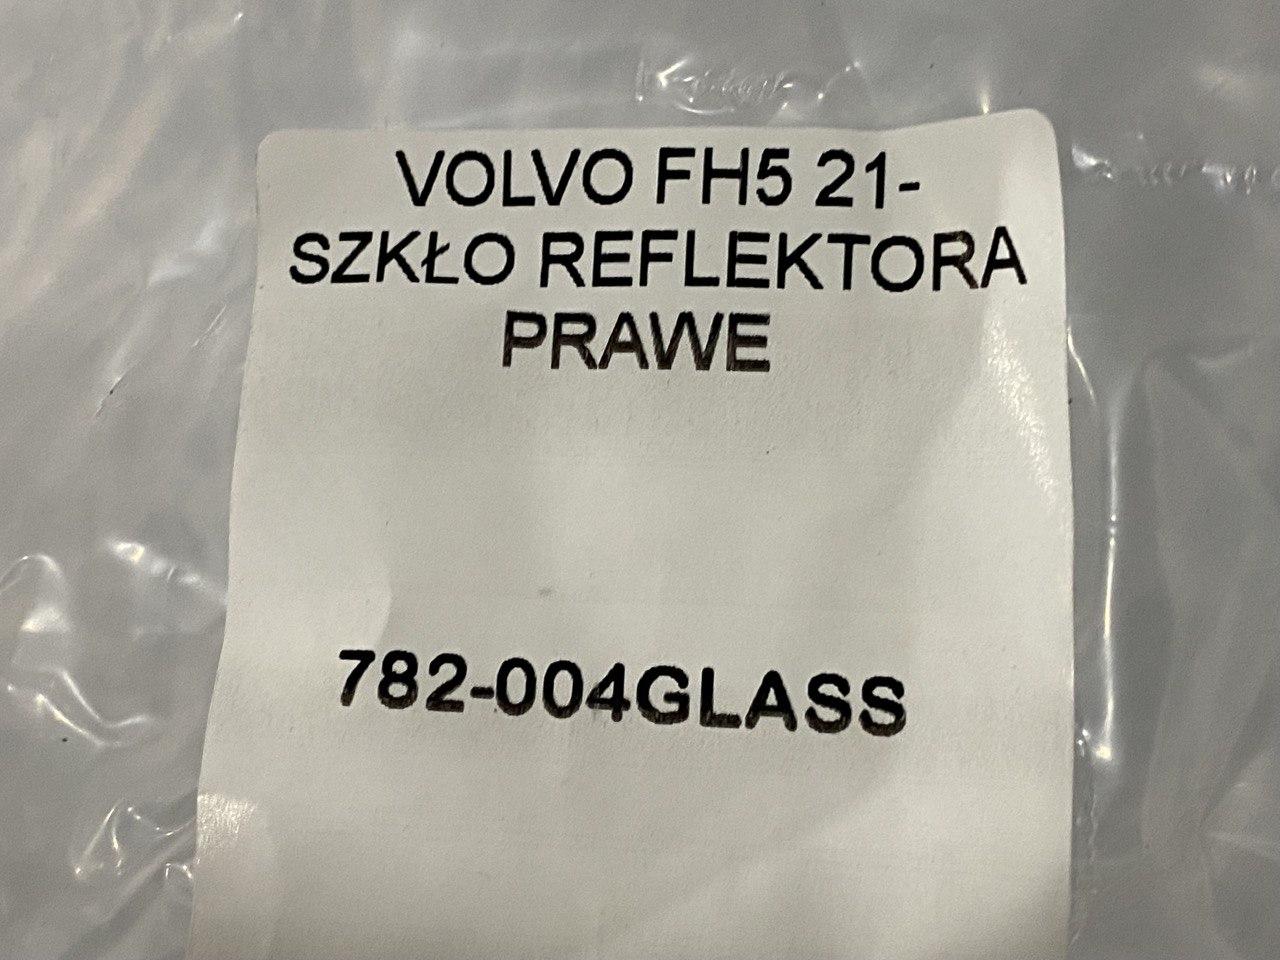 VOLVO FH5 21-
SZKŁO REFLEKTORA
PRAWE
782-004GLASS